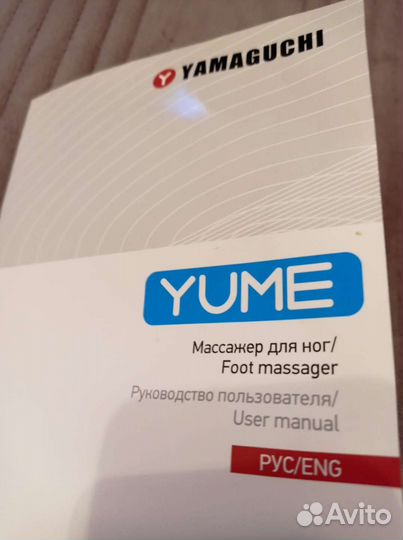 YAMAGUCHI
YUME
Массажер для ног/
Foot massager
Руководство пользователя/
User manual
РУС/ENG
Avito